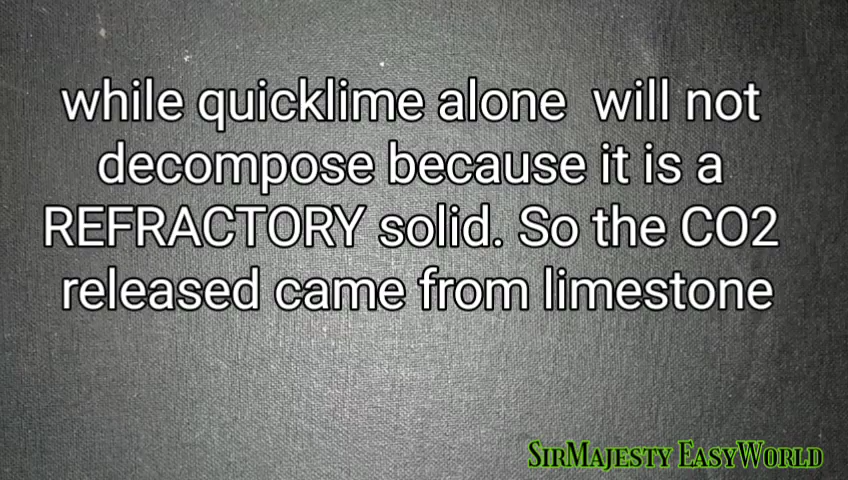 while quicklime alone will not
decompose because it is a
REFRACTORY solid. So the CO2
released came from limestone
SIRMAJESTY EASYWORLD